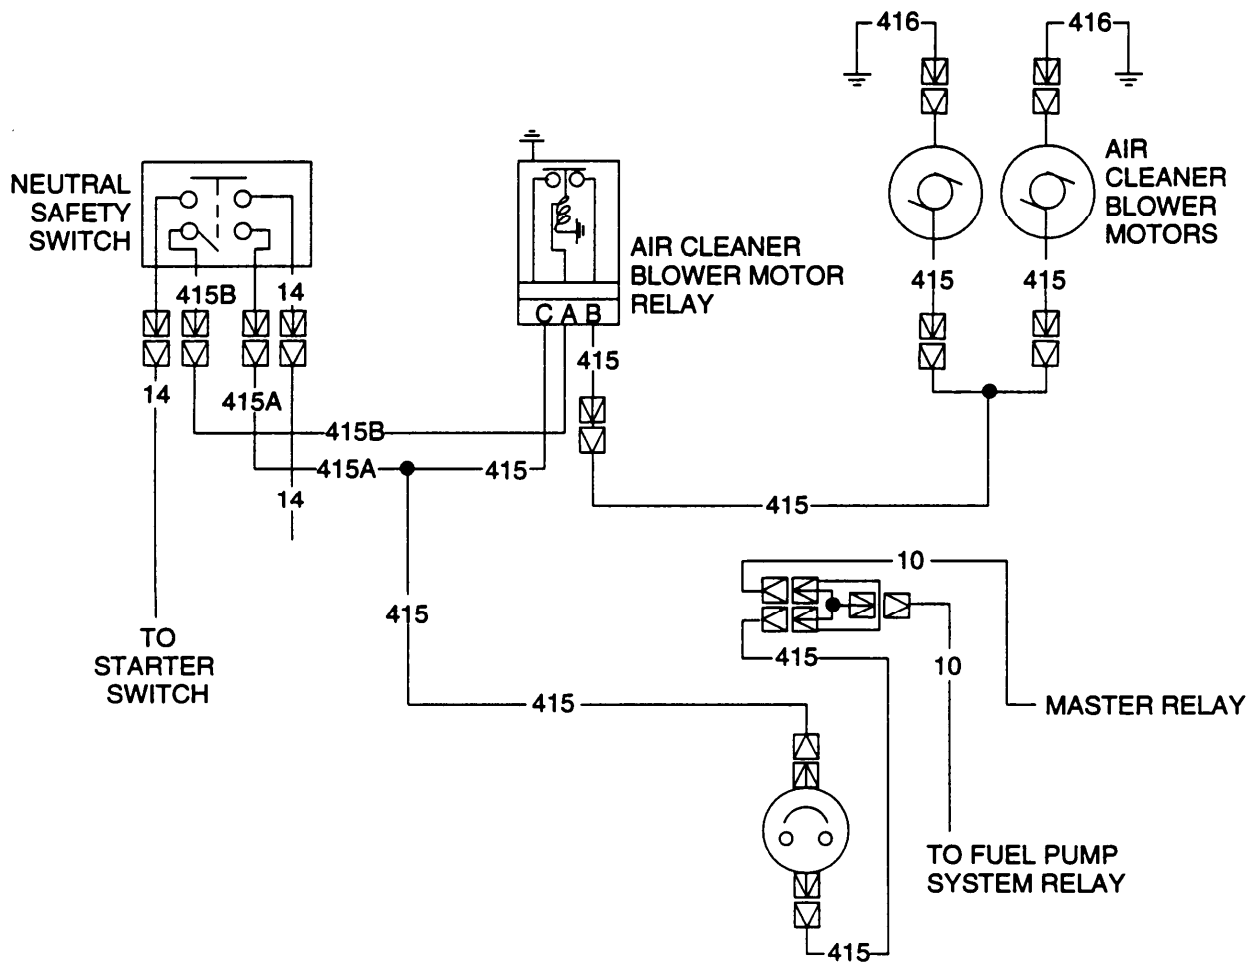 416
416
NEUTRAL
SAFETY
SWITCH
AIR
CLEANER
BLOWER
MOTORS
AIR CLEANER
BLOWER MOTOR
RELAY
415B
14
C A B
415
415
415
14
415A
415B
415A
415
14
415
10
415
TO
STARTER
SWITCH
415
10
415
MASTER RELAY
TO FUEL PUMP
SYSTEM RELAY
415